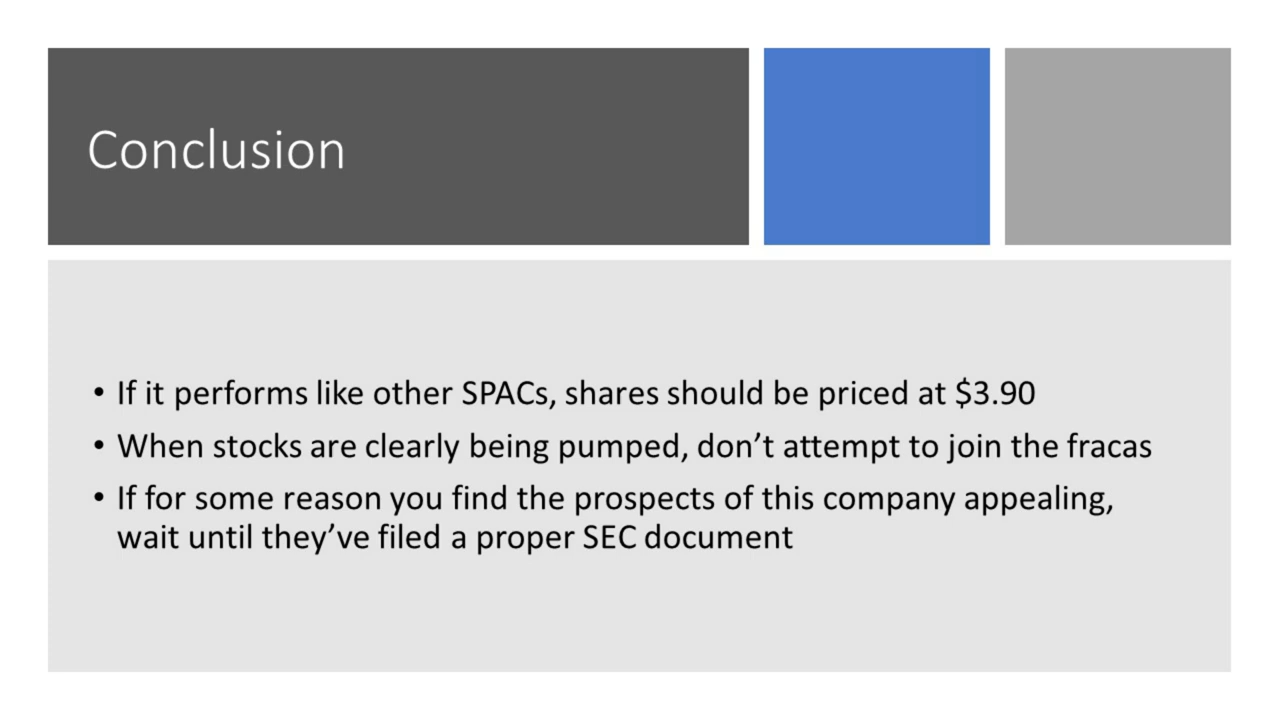 Conclusion
• If it performs like other SPACs, shares should be priced at $3.90
• When stocks are clearly being pumped, don’t attempt to join the fracas
• If for some reason you find the prospects of this company appealing,
wait until they’ve filed a proper SEC document